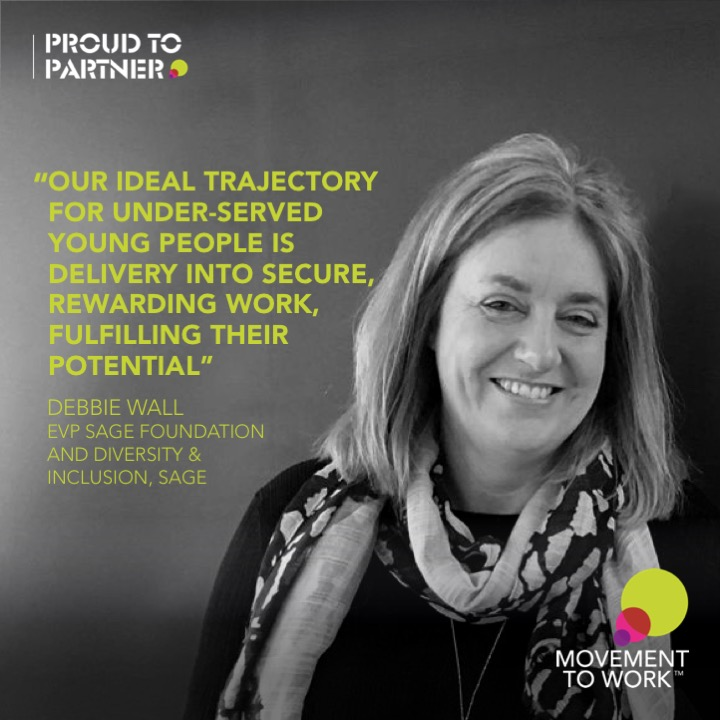 PROUD TO
PARTNER
“OUR IDEAL TRAJECTORY
FOR UNDER-SERVED
YOUNG PEOPLE IS
DELIVERY INTO SECURE,
REWARDING WORK,
FULFILLING THEIR
POTENTIAL”
DEBBIE WALL
EVP SAGE FOUNDATION
AND DIVERSITY &
INCLUSION, SAGE
MOVEMENT
TO WORK™